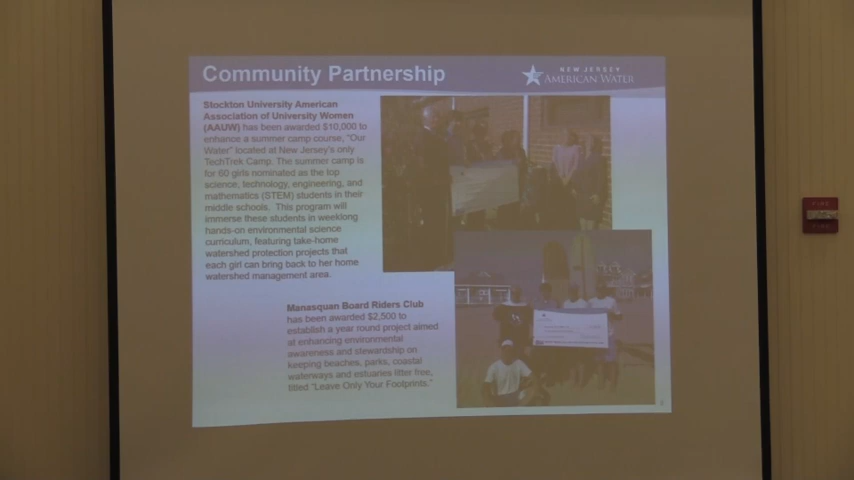 Community Partnership
NEW JERSEY
AMERICAN WATER
Stockton University American
Association of University Women
(AAUW) has been awarded $10,000 to
enhance a summer camp course, "Our
Water" located at New Jersey's only
TechTrek Camp. The summer camp is
for 60 girls nominated as the top
science, technology, engineering, and
mathematics (STEM) students in their
middle schools. This program will
immerse these students in weeklong
hands-on environmental science
curriculum, featuring take-home
watershed protection projects that
each girl can bring back to her home
watershed management area.
Manasquan Board Riders Club
has been awarded $2,500 to
establish a year round project aimed
at enhancing environmental
awareness and stewardship on
keeping beaches, parks, coastal
waterways and estuaries litter free,
titled "Leave Only Your Footprints."
FIRE